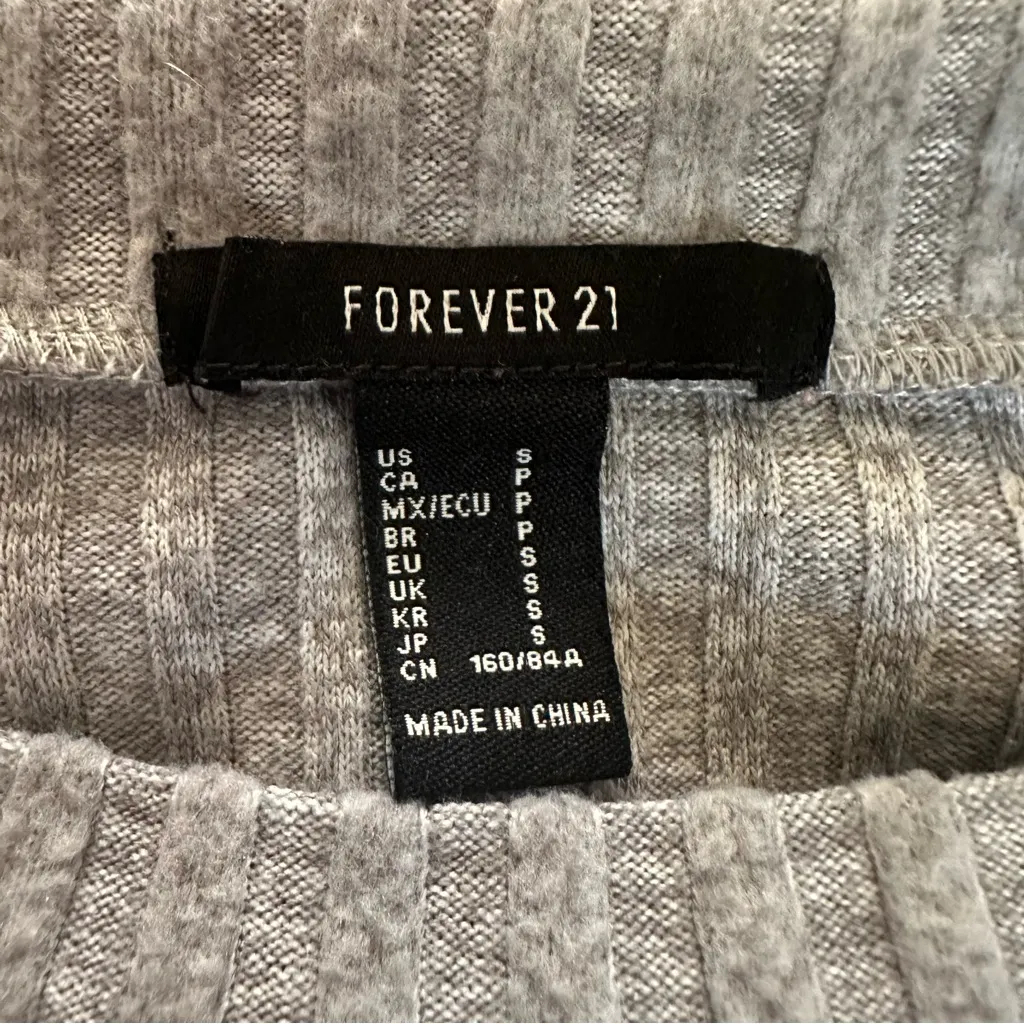 FOREVER 21
US S
CA P
MX/ECU P
BR P
EU S
UK S
KR S
JP S
CN 160/84A
MADE IN CHINA